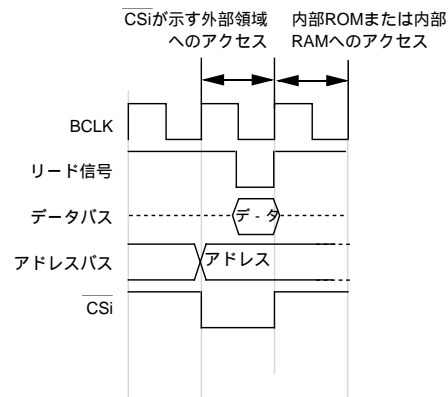 CSiが示す外部領域
へのアクセス
内部ROMまたは内部
RAMへのアクセス
BCLK
リード信号
データバス
デ-タ
アドレスバス
アドレス
CSi